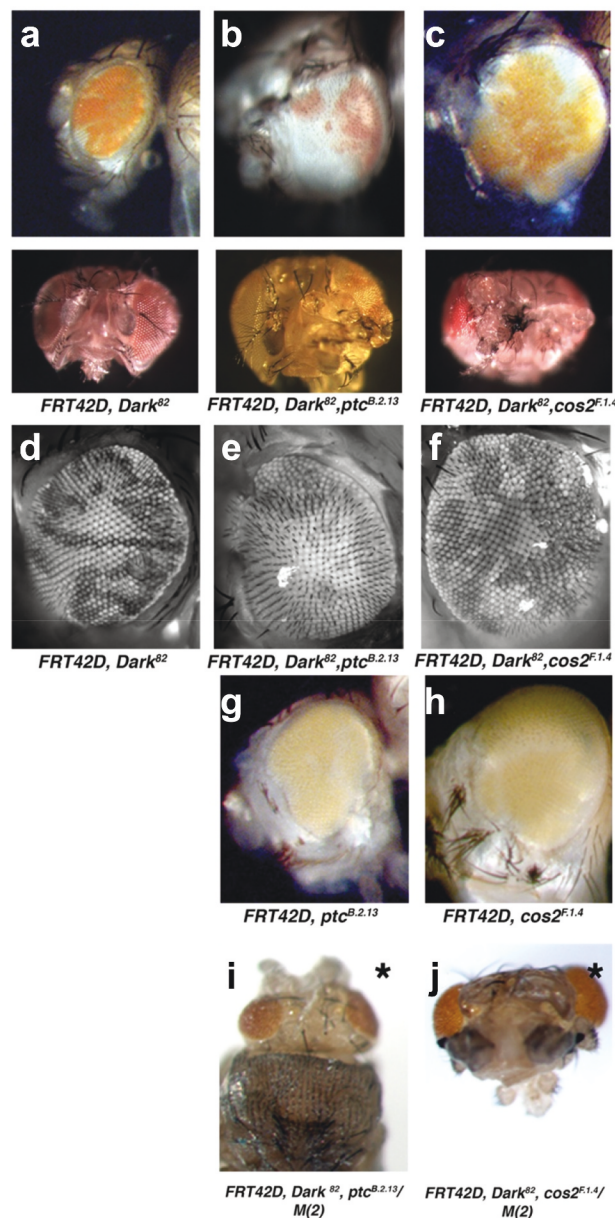 a b c
FRT42D, Dark82 FRT42D, Dark82,ptcB.2.13 FRT42D, Dark82,cos2F.1.4
d e f
FRT42D, Dark82 FRT42D, Dark82,ptcB.2.13 FRT42D, Dark82,cos2F.1.4
g h
FRT42D, ptcB.2.13 FRT42D, cos2F.1.4
i * j *
FRT42D, Dark 82, ptcB.2.13/ FRT42D, Dark82, cos2F.1.4/
M(2) M(2)